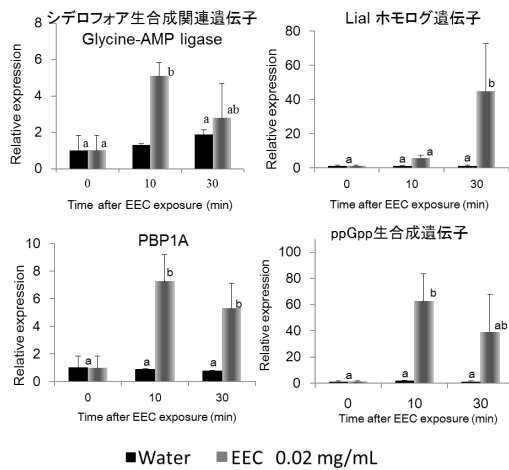 シデロフォア生合成関連遺伝子
Glycine-AMP ligase
Relative expression
6
4
2
0
a
a
b
a
ab
0
10
30
Time after EEC exposure (min)
LiaI ホモログ遺伝子
Relative expression
80
60
40
20
0
a
a
a
a
b
0
10
30
Time after EEC exposure (min)
PBP1A
Relative expression
10
8
6
4
2
0
a
a
b
a
b
0
10
30
Time after EEC exposure (min)
ppGpp生合成遺伝子
Relative expression
100
80
60
40
20
0
a
a
b
a
ab
0
10
30
Time after EEC exposure (min)
Water EEC 0.02 mg/mL